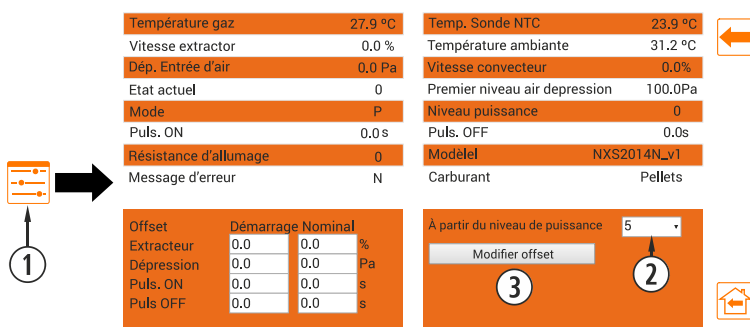 Température gaz 27.9 ºC
Vitesse extractor 0.0 %
Dép. Entrée d'air 0.0 Pa
Etat actuel 0
Mode P
Puls. ON 0.0 s
Résistance d'allumage 0
Message d'erreur N
Temp. Sonde NTC 23.9 ºC
Température ambiante 31.2 ºC
Vitesse convecteur 0.0%
Premier niveau air depression 100.0Pa
Niveau puissance 0
Puls. OFF 0.0s
Modèlel NXS2014N_v1
Carburant Pellets
1
Offset Démarrage Nominal
Extracteur 0.0 0.0 %
Dépression 0.0 0.0 Pa
Puls. ON 0.0 0.0 s
Puls OFF 0.0 0.0 s
À partir du niveau de puissance 5
Modifier offset
3
2